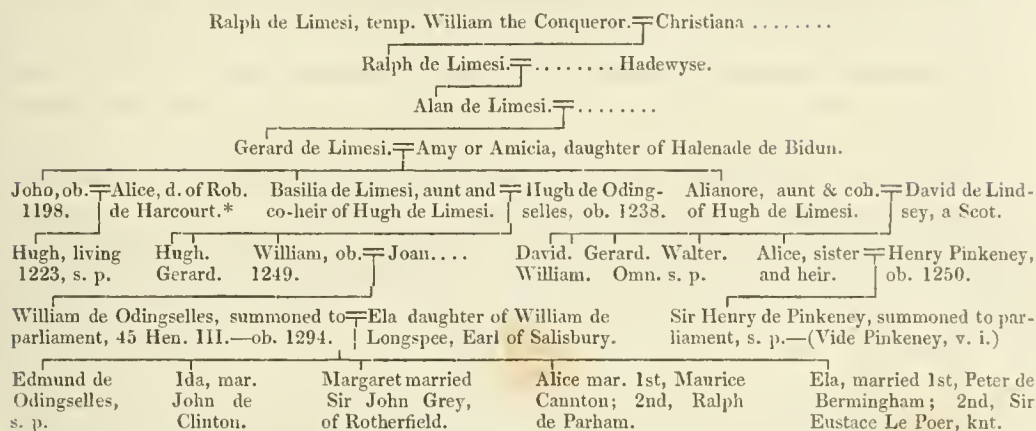 Ralph de Limesi, temp. William the Conqueror.=Christiana ........
Ralph de Limesi.=........ Hadewyse.
Alan de Limesi.=........
Gerard de Limesi.=Amy or Amicia, daughter of Halenade de Bidun.
Joho, ob.=Alice, d. of Rob. Basilia de Limesi, aunt and=Hugh de Oding- Alianore, aunt & coh.=David de Lind-
1198. de Harcourt.* co-heir of Hugh de Limesi. selles, ob. 1238. of Hugh de Limesi. sey, a Scot.
Hugh, living Hugh. William, ob.=Joan.... David. Gerard. Walter. Alice, sister=Henry Pinkeney,
1223, s. p. Gerard. 1249. William. Omn. s. p. and heir. ob. 1250.
William de Odingselles, summoned to=Ela daughter of William de Sir Henry de Pinkeney, summoned to par-
parliament, 45 Hen. III.—ob. 1294. Longspee, Earl of Salisbury. liament, s. p.—(Vide Pinkeney, v. i.)
Edmund de Ida, mar. Margaret married Alice mar. 1st, Maurice Ela, married 1st, Peter de
Odingselles, John de Sir John Grey, Cannton; 2nd, Ralph Bermingham; 2nd, Sir
s. p. Clinton. of Rotherfield. de Parham. Eustace Le Poer, knt.